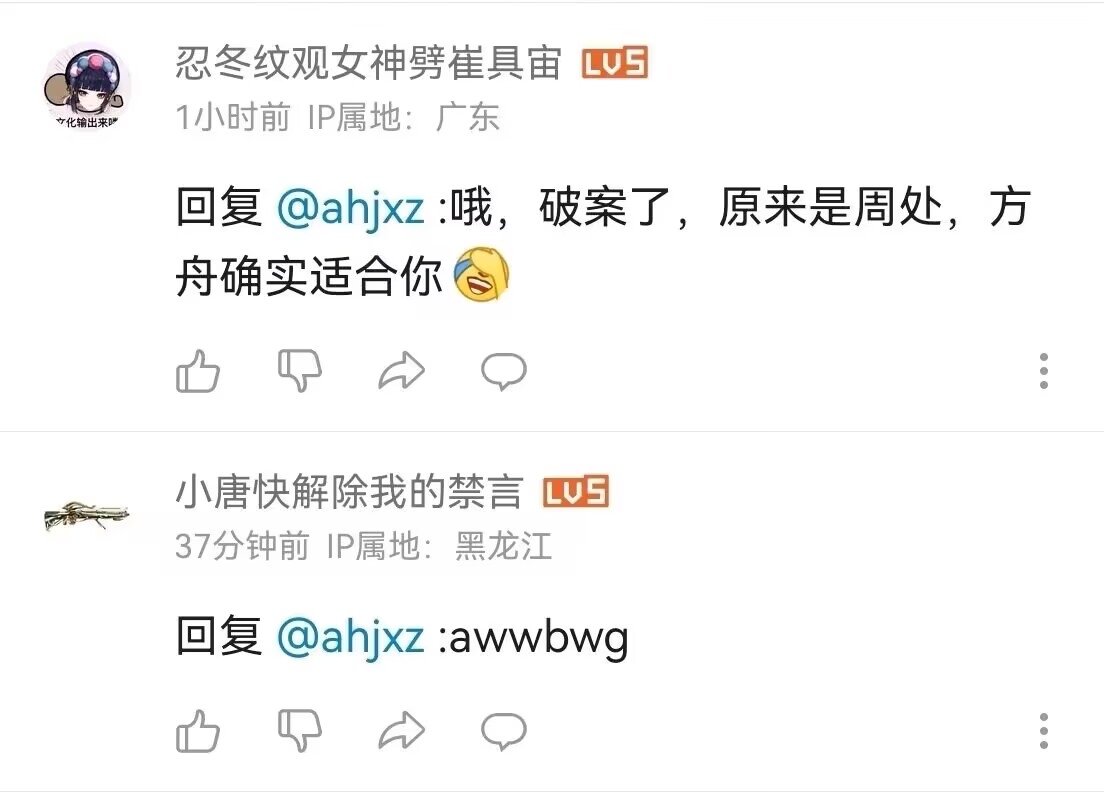 忍冬纹观女神劈崔具宙 LV5
1小时前 IP属地：广东
文化输出来
回复 @ahjxz :哦，破案了，原来是周处，方
舟确实适合你
小唐快解除我的禁言 LV5
37分钟前 IP属地：黑龙江
回复 @ahjxz :awwbwg